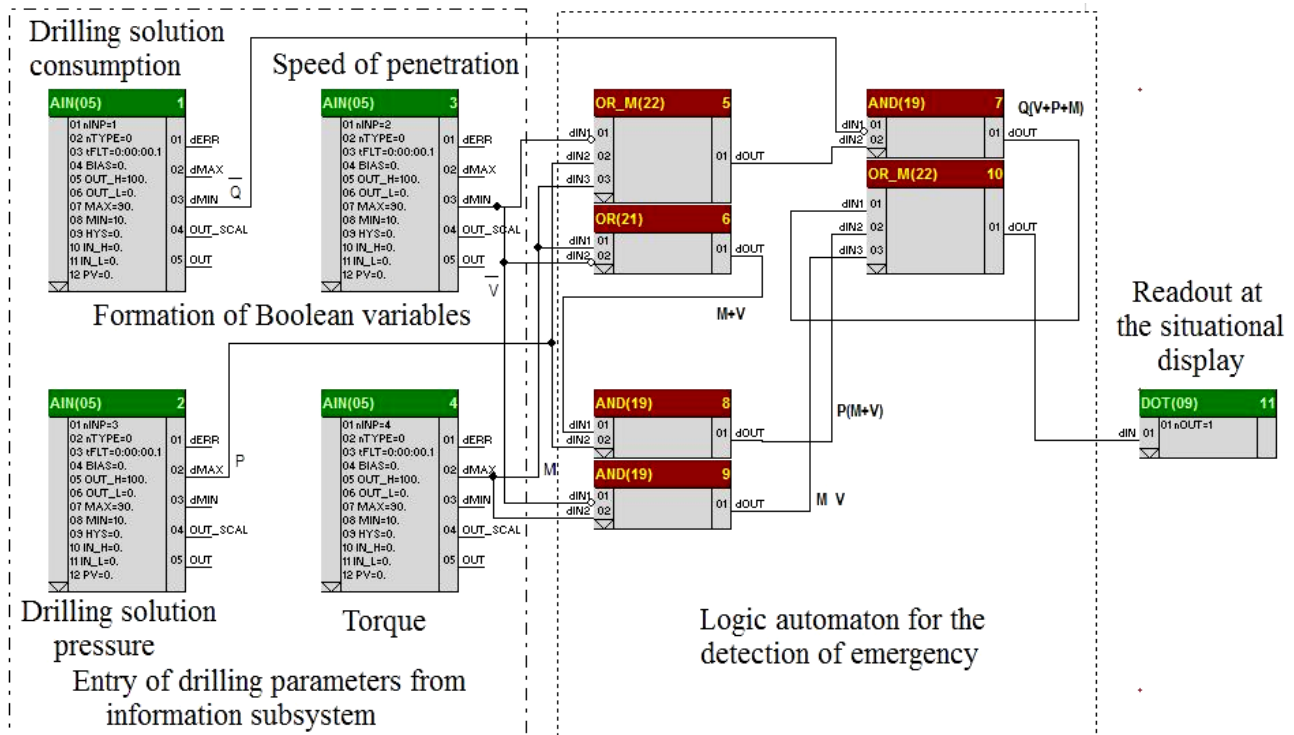 Drilling solution
consumption
AIN(05) 1
01 nINP=1
02 nTYPE=0
03 tFLT=0:00:00.1
04 BIAS=0.
05 OUT_H=100.
06 OUT_L=0.
07 MAX=90.
08 MIN=10.
09 HYS=0.
10 IN_H=0.
11 IN_L=0.
12 PV=0.
01 dERR
02 dMAX
03 dMIN
04 OUT_SCAL
05 OUT
Q
Speed of penetration
AIN(05) 3
01 nINP=2
02 nTYPE=0
03 tFLT=0:00:00.1
04 BIAS=0.
05 OUT_H=100.
06 OUT_L=0.
07 MAX=90.
08 MIN=10.
09 HYS=0.
10 IN_H=0.
11 IN_L=0.
12 PV=0.
01 dERR
02 dMAX
03 dMIN
04 OUT_SCAL
05 OUT
V
Formation of Boolean variables
AIN(05) 2
01 nINP=3
02 nTYPE=0
03 tFLT=0:00:00.1
04 BIAS=0.
05 OUT_H=100.
06 OUT_L=0.
07 MAX=90.
08 MIN=10.
09 HYS=0.
10 IN_H=0.
11 IN_L=0.
12 PV=0.
01 dERR
02 dMAX
03 dMIN
04 OUT_SCAL
05 OUT
P
Drilling solution
pressure
AIN(05) 4
01 nINP=4
02 nTYPE=0
03 tFLT=0:00:00.1
04 BIAS=0.
05 OUT_H=100.
06 OUT_L=0.
07 MAX=90.
08 MIN=10.
09 HYS=0.
10 IN_H=0.
11 IN_L=0.
12 PV=0.
01 dERR
02 dMAX
03 dMIN
04 OUT_SCAL
05 OUT
M
Torque
Entry of drilling parameters from
information subsystem
OR_M(22) 5
dIN1 01
dIN2 02
dIN3 03
01 dOUT
OR(21) 6
dIN1 01
dIN2 02
01 dOUT
M+V
AND(19) 7
dIN1 01
dIN2 02
01 dOUT
Q(V+P+M)
OR_M(22) 10
dIN1 01
dIN2 02
dIN3 03
01 dOUT
AND(19) 8
dIN1 01
dIN2 02
01 dOUT
P(M+V)
AND(19) 9
dIN1 01
dIN2 02
01 dOUT
M V
Logic automaton for the
detection of emergency
Readout at
the situational
display
DOT(09) 11
dIN 01
01 nOUT=1